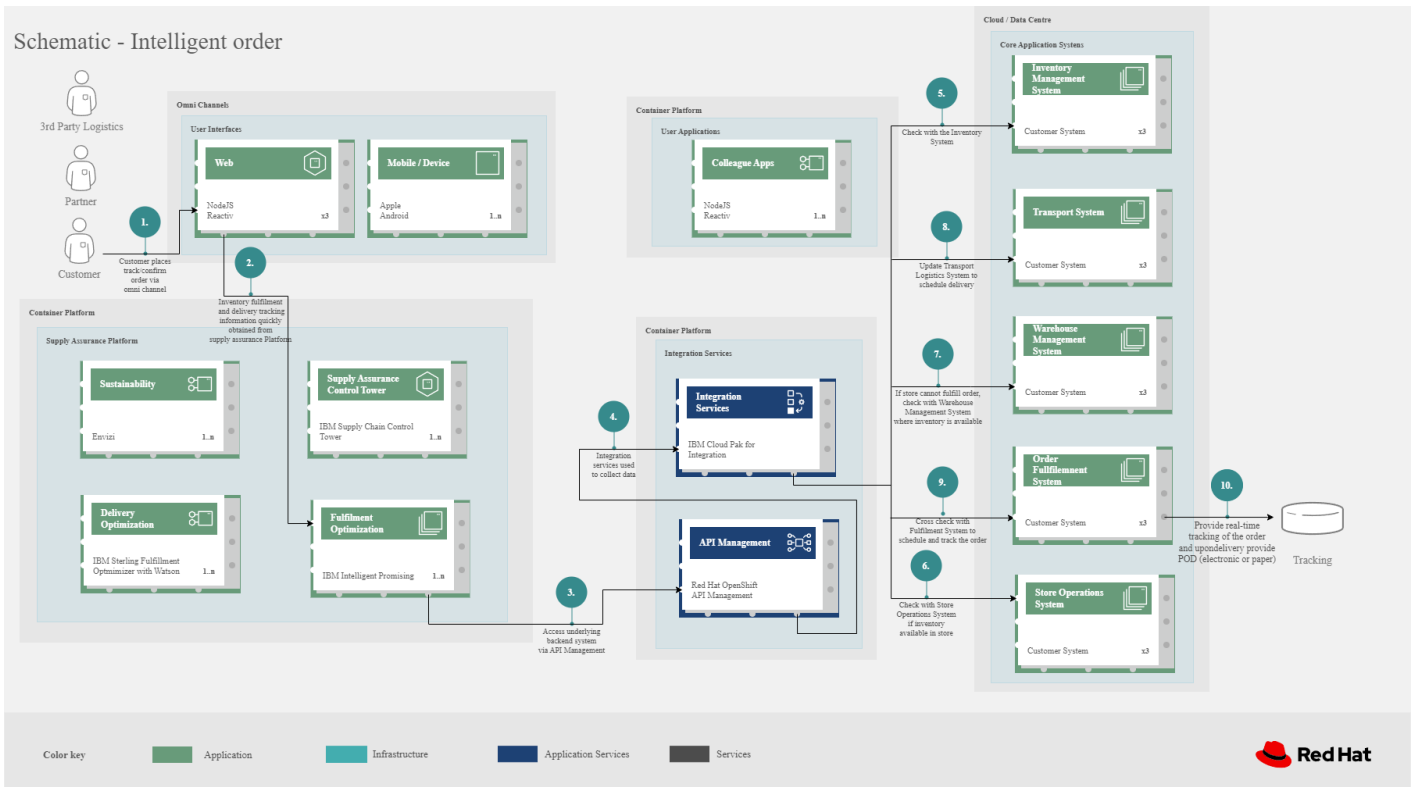 Schematic - Intelligent order
3rd Party Logistics
Partner
Customer
1.
Customer places
track/confirm
order via
omni channel
Omni Channels
User Interfaces
Web
NodeJS
Reactiv
x3
Mobile / Device
Apple
Android
1..n
2.
Inventory fulfilment
and delivery tracking
information quickly
obtained from
supply assurance Platform
Container Platform
Supply Assurance Platform
Sustainability
Envizi
1..n
Supply Assurance
Control Tower
IBM Supply Chain Control
Tower
1..n
Delivery
Optimization
IBM Sterling Fulfillment
Optmimizer with Watson
1..n
Fulfilment
Optimization
IBM Intelligent Promising
1..n
3.
Access underlying
backend system
via API Management
Container Platform
User Applications
Colleague Apps
NodeJS
Reactiv
1..n
Container Platform
Integration Services
Integration
Services
IBM Cloud Pak for
Integration
4.
Integration
services used
to collect data
API Management
Red Hat OpenShift
API Management
5.
Check with the Inventory
System
8.
Update Transport
Logistics System to
schedule delivery
7.
If store cannot fulfill order,
check with Warehouse
Management System
where inventory is available
9.
Cross check with
Fulfilment System to
schedule and track the order
6.
Check with Store
Operations System
if inventory
available in store
Cloud / Data Centre
Core Application Systems
Inventory
Management
System
Customer System
x3
Transport System
Customer System
x3
Warehouse
Management
System
Customer System
x3
Order
Fullfilemnent
System
Customer System
x3
Store Operations
System
Customer System
x3
10.
Provide real-time
tracking of the order
and upondelivery provide
POD (electronic or paper)
Tracking
Color key
Application
Infrastructure
Application Services
Services
Red Hat